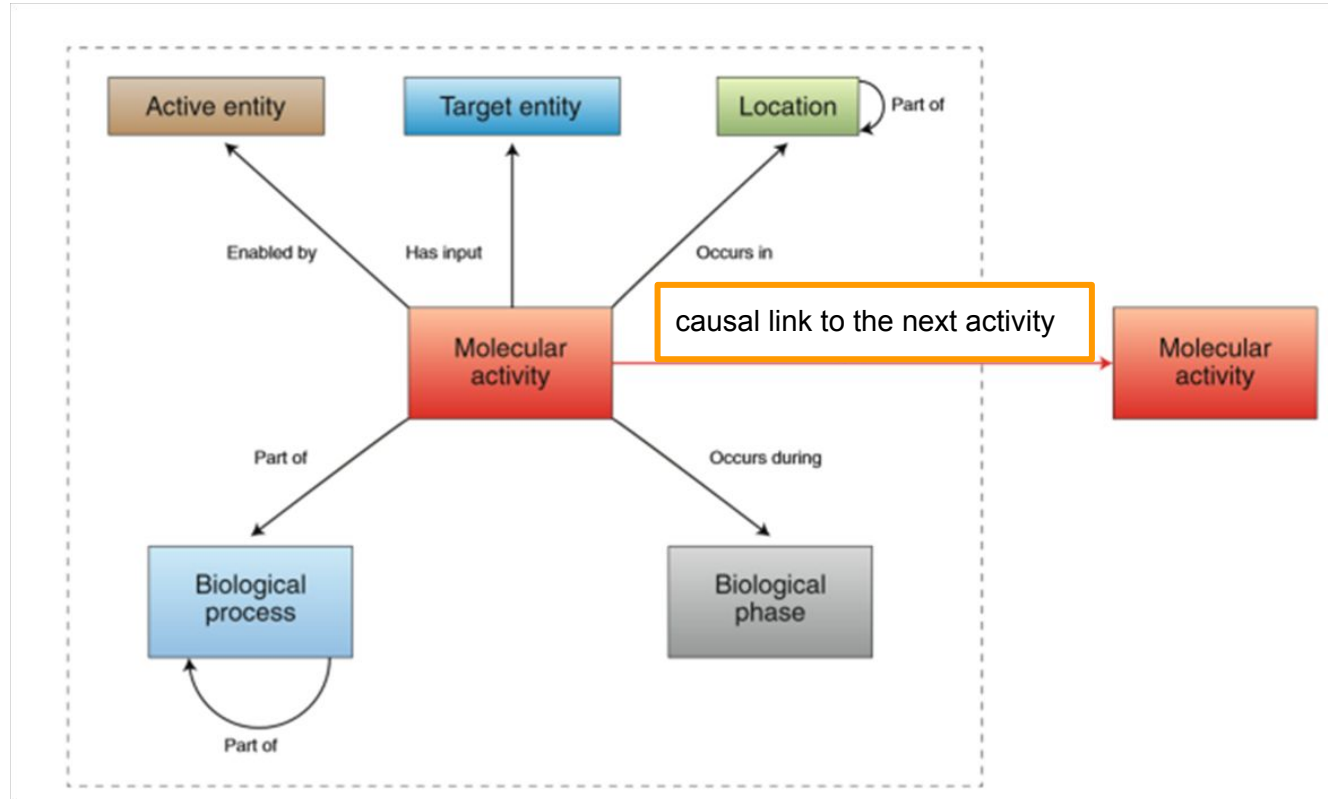 Active entity
Target entity
Location
Part of
Enabled by
Has input
Occurs in
causal link to the next activity
Molecular
activity
Molecular
activity
Part of
Occurs during
Biological
process
Biological
phase
Part of